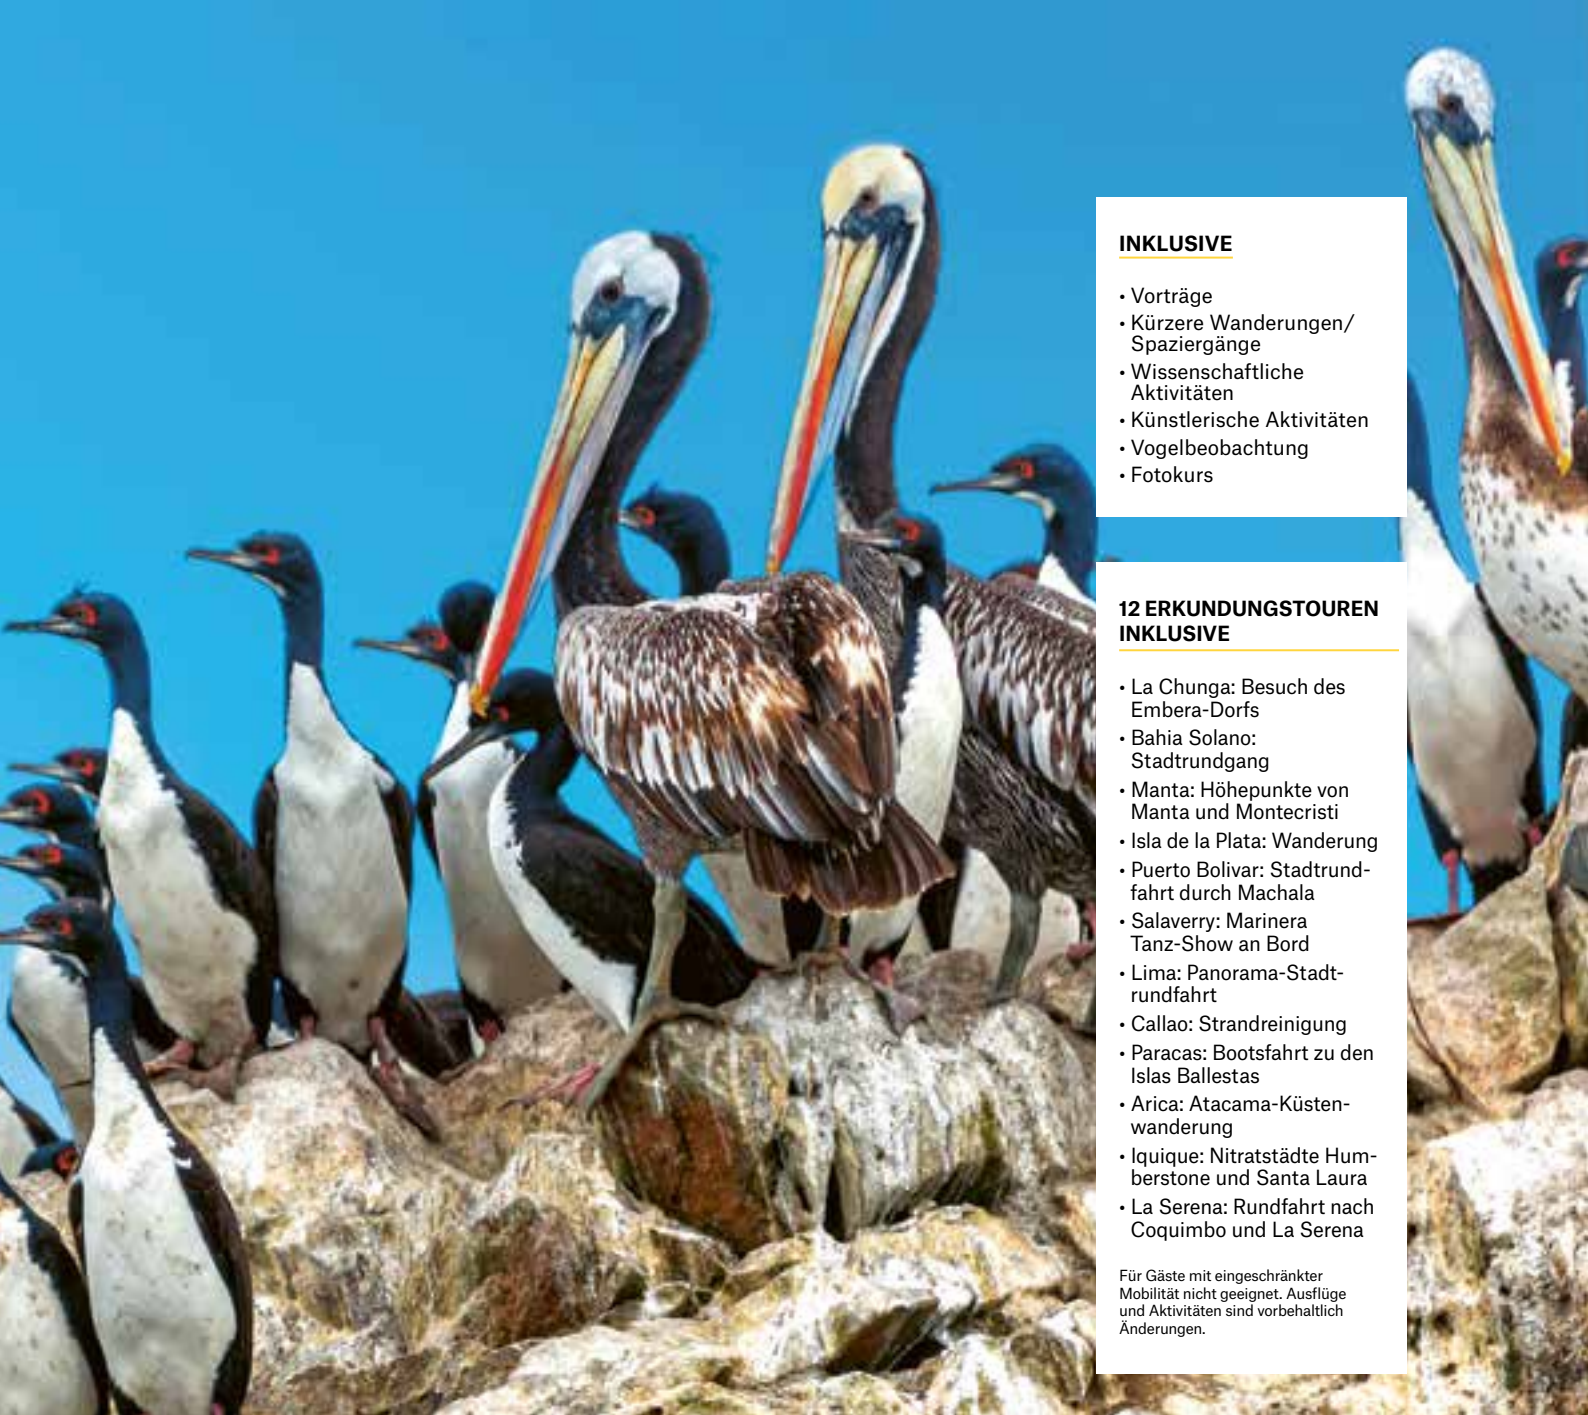 INKLUSIVE
• Vorträge
• Kürzere Wanderungen/
Spaziergänge
• Wissenschaftliche
Aktivitäten
• Künstlerische Aktivitäten
• Vogelbeobachtung
• Fotokurs
12 ERKUNDUNGSTOUREN
INKLUSIVE
• La Chunga: Besuch des
Embera-Dorfs
• Bahia Solano:
Stadtrundgang
• Manta: Höhepunkte von
Manta und Montecristi
• Isla de la Plata: Wanderung
• Puerto Bolivar: Stadtrund-
fahrt durch Machala
• Salaverry: Marinera
Tanz-Show an Bord
• Lima: Panorama-Stadt-
rundfahrt
• Callao: Strandreinigung
• Paracas: Bootsfahrt zu den
Islas Ballestas
• Arica: Atacama-Küsten-
wanderung
• Iquique: Nitratstädte Hum-
berstone und Santa Laura
• La Serena: Rundfahrt nach
Coquimbo und La Serena
Für Gäste mit eingeschränkter
Mobilität nicht geeignet. Ausflüge
und Aktivitäten sind vorbehaltlich
Änderungen.